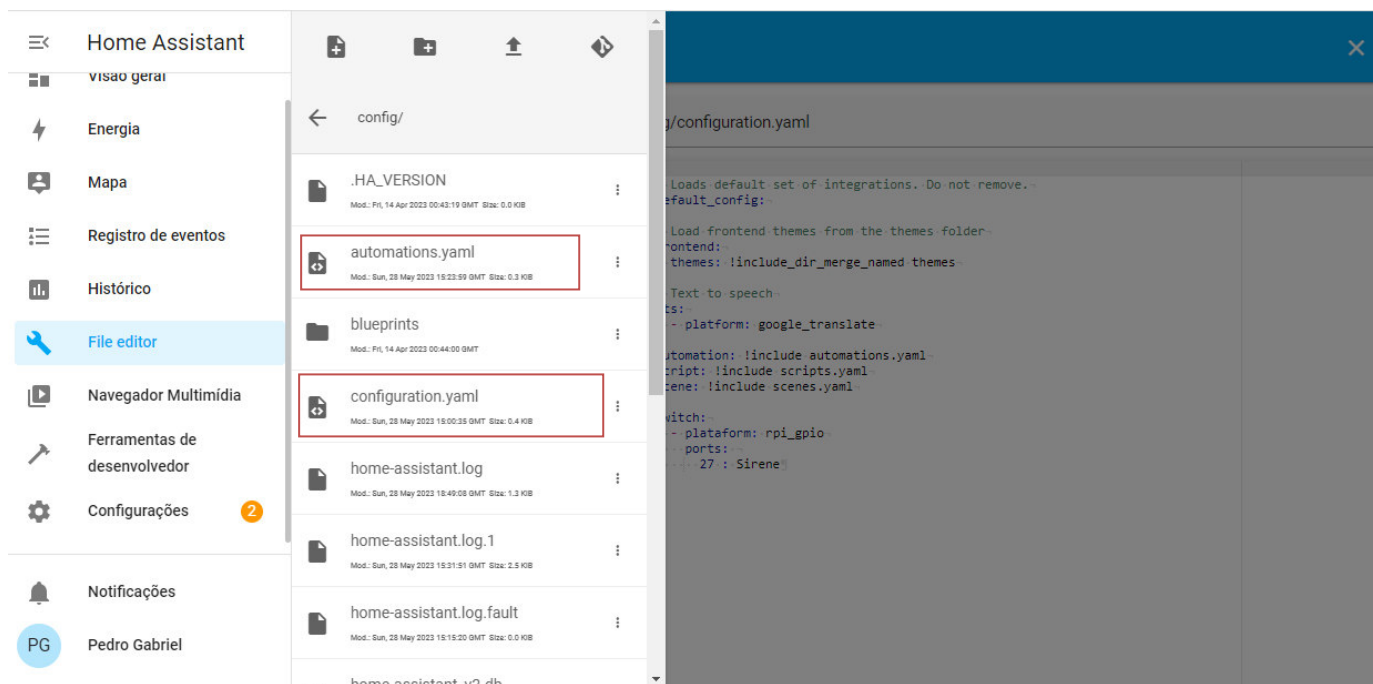 Home Assistant
Visão geral
Energia
Mapa
Registro de eventos
Histórico
File editor
Navegador Multimídia
Ferramentas de
desenvolvedor
Configurações
2
Notificações
PG
Pedro Gabriel
config/
.HA_VERSION
Mod.: Fri, 14 Apr 2023 00:43:19 GMT Size: 0.0 KiB
automations.yaml
Mod.: Sun, 28 May 2023 15:23:59 GMT Size: 0.3 KiB
blueprints
Mod.: Fri, 14 Apr 2023 00:44:00 GMT
configuration.yaml
Mod.: Sun, 28 May 2023 15:00:35 GMT Size: 0.4 KiB
home-assistant.log
Mod.: Sun, 28 May 2023 18:49:08 GMT Size: 1.3 KiB
home-assistant.log.1
Mod.: Sun, 28 May 2023 15:31:51 GMT Size: 2.5 KiB
home-assistant.log.fault
Mod.: Sun, 28 May 2023 15:15:20 GMT Size: 0.0 KiB
home-assistant_v2.db
g/configuration.yaml
Loads default set of integrations. Do not remove.
efault_config:
Load frontend themes from the themes folder
rontend:
themes: !include_dir_merge_named themes
Text to speech
ts:
- platform: google_translate
utomation: !include automations.yaml
cript: !include scripts.yaml
cene: !include scenes.yaml
witch:
- plataform: rpi_gpio
ports:
27 : Sirene